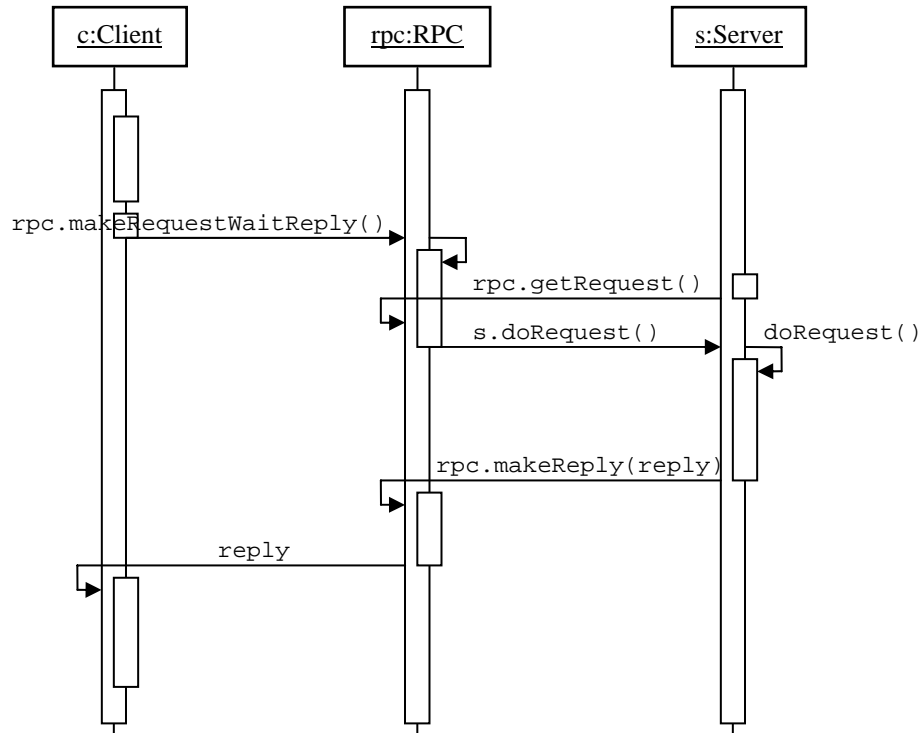 c:Client
rpc:RPC
s:Server
rpc.makeRequestWaitReply()
rpc.getRequest()
s.doRequest()
doRequest()
rpc.makeReply(reply)
reply